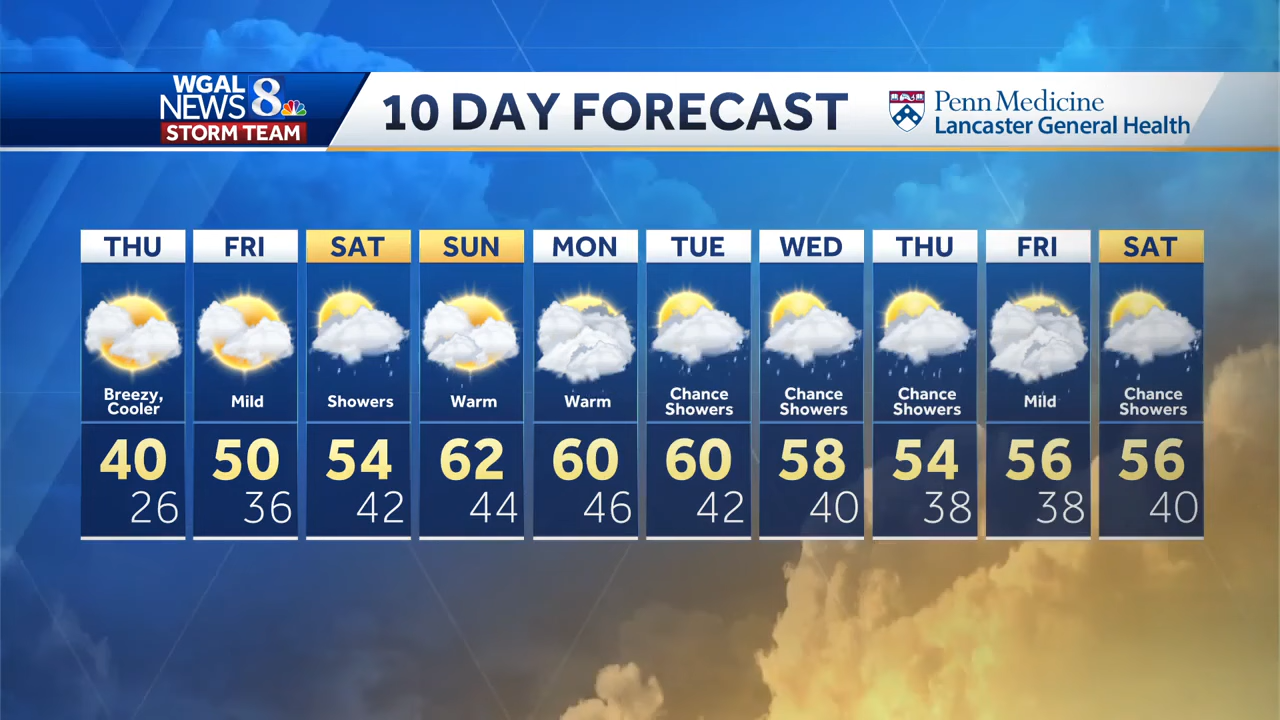 WGAL
NEWS 8
STORM TEAM
10 DAY FORECAST
Penn Medicine
Lancaster General Health
THU FRI SAT SUN MON TUE WED THU FRI SAT
Breezy,
Cooler
Mild
Showers
Warm
Warm
Chance
Showers
Chance
Showers
Chance
Showers
Mild
Chance
Showers
40 50 54 62 60 60 58 54 56 56
26 36 42 44 46 42 40 38 38 40